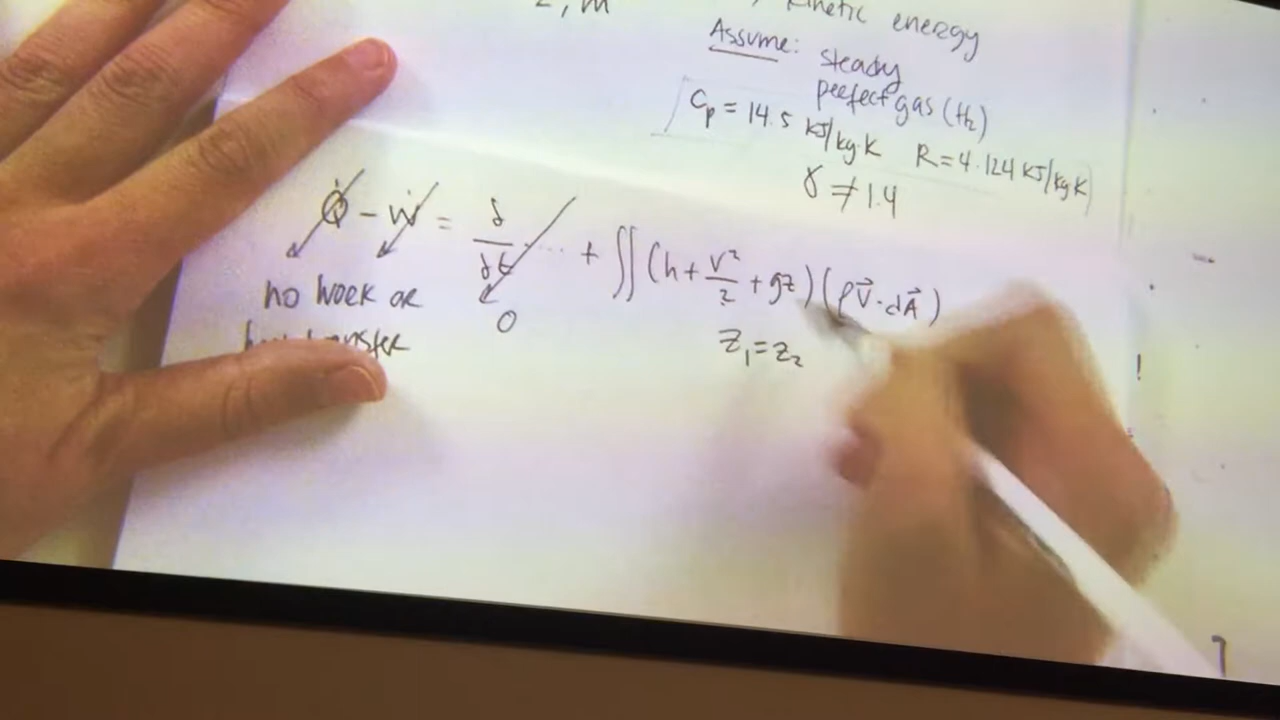 kinetic energy
Assume: steady
perfect gas (H₂)
Cp = 14.5 kJ/kg·K R = 4.124 kJ/kgK
γ ≠ 1.4
Q̇ - Ẇ = ∂/∂t ... + ∬ (h + V²/2 + gz) (ρV⃗·dA⃗)
no work or
0
z₁ = z₂
!